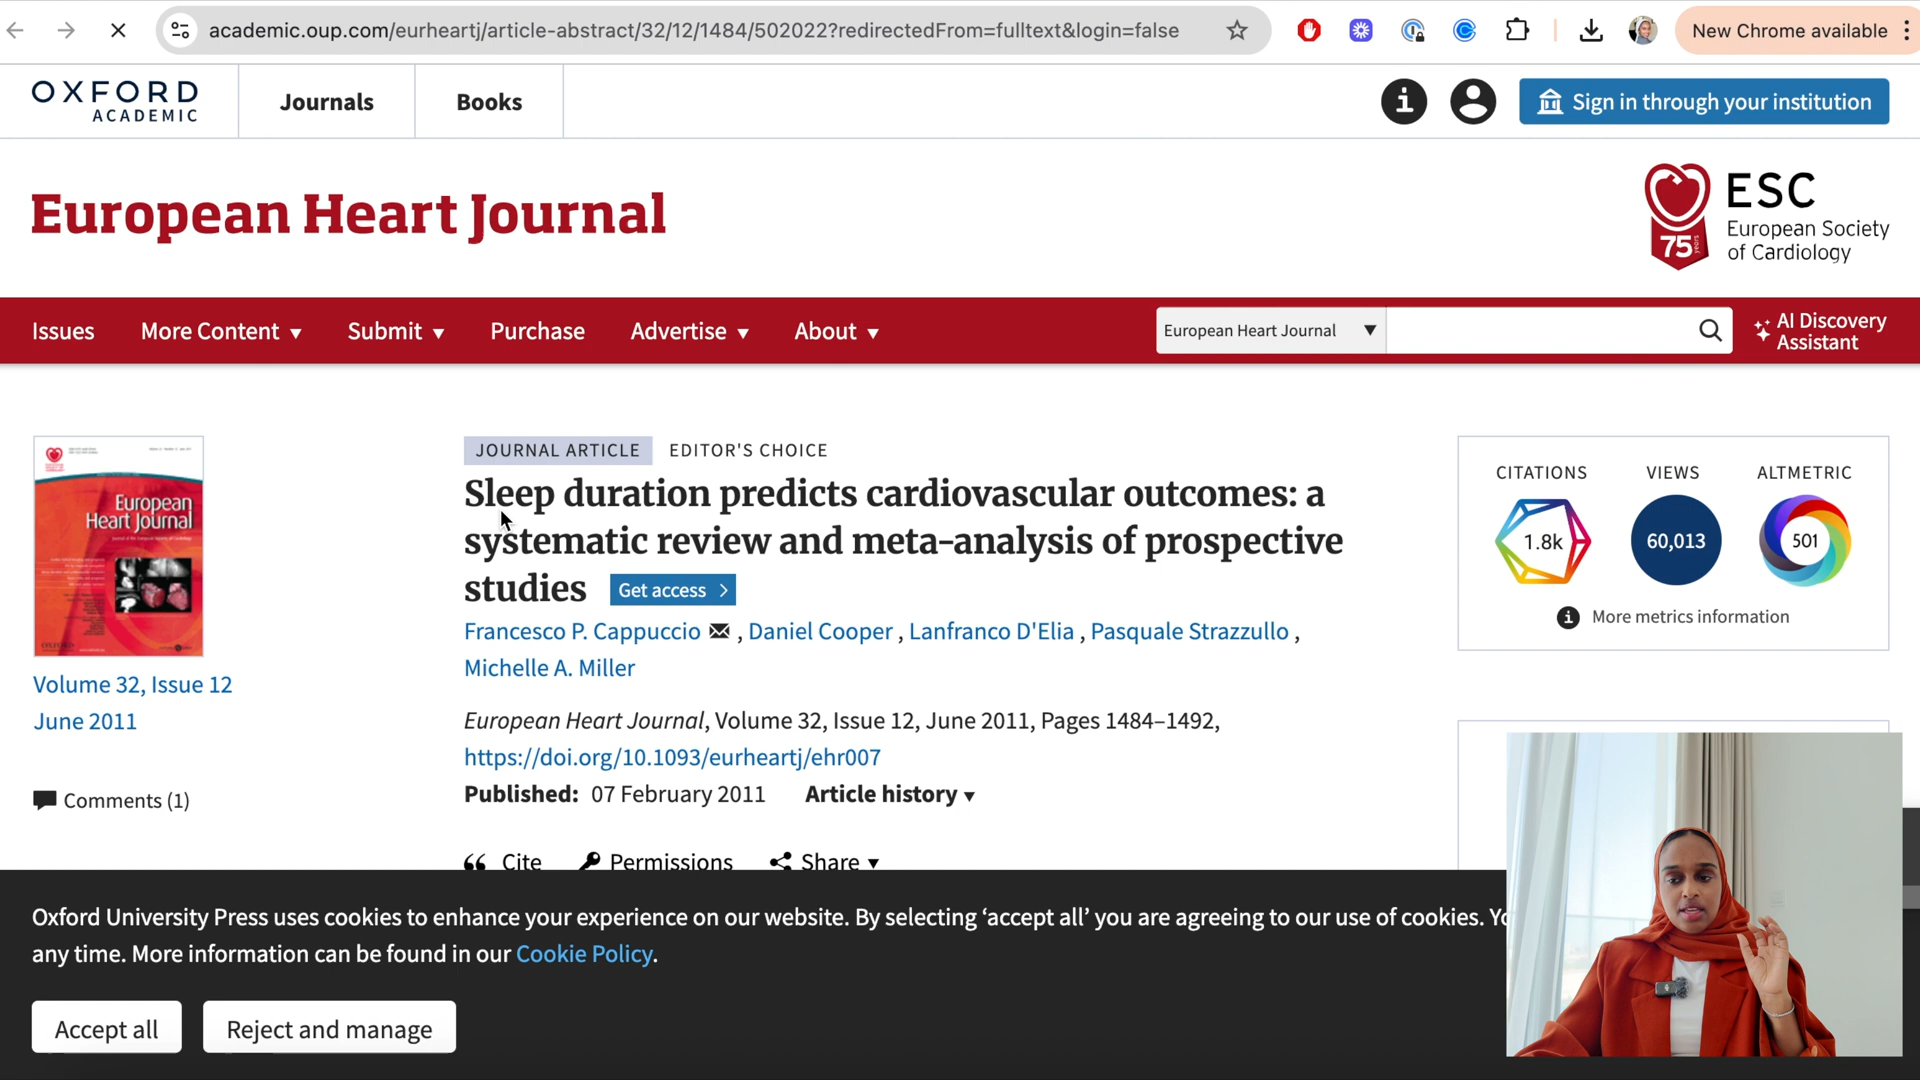 academic.oup.com/eurheartj/article-abstract/32/12/1484/502022?redirectedFrom=fulltext&login=false
New Chrome available
OXFORD
ACADEMIC
Journals
Books
Sign in through your institution
European Heart Journal
75 years
ESC
European Society
of Cardiology
Issues
More Content
Submit
Purchase
Advertise
About
European Heart Journal
AI Discovery
Assistant
European
Heart Journal
OXFORD
Volume 32, Issue 12
June 2011
Comments (1)
JOURNAL ARTICLE
EDITOR'S CHOICE
Sleep duration predicts cardiovascular outcomes: a
systematic review and meta-analysis of prospective
studies
Get access
Francesco P. Cappuccio , Daniel Cooper , Lanfranco D'Elia , Pasquale Strazzullo ,
Michelle A. Miller
European Heart Journal, Volume 32, Issue 12, June 2011, Pages 1484–1492,
https://doi.org/10.1093/eurheartj/ehr007
Published: 07 February 2011
Article history
Cite
Permissions
Share
CITATIONS
VIEWS
ALTMETRIC
1.8k
60,013
501
More metrics information
Oxford University Press uses cookies to enhance your experience on our website. By selecting ‘accept all’ you are agreeing to our use of cookies.
any time. More information can be found in our Cookie Policy.
Accept all
Reject and manage